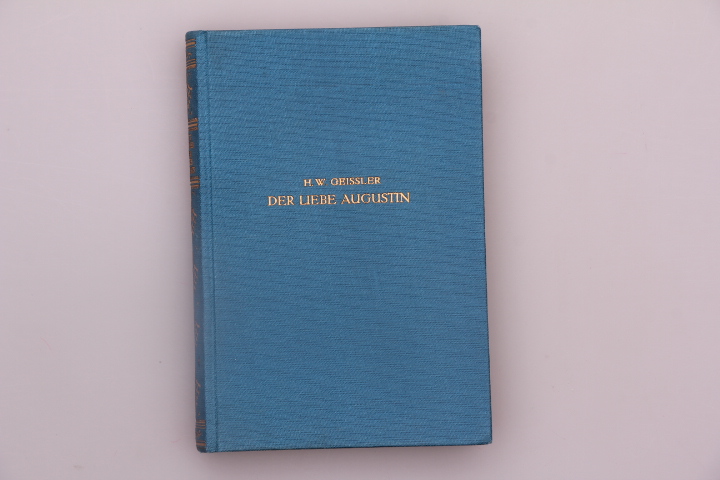 H. W. GEISSLER
DER LIEBE AUGUSTIN